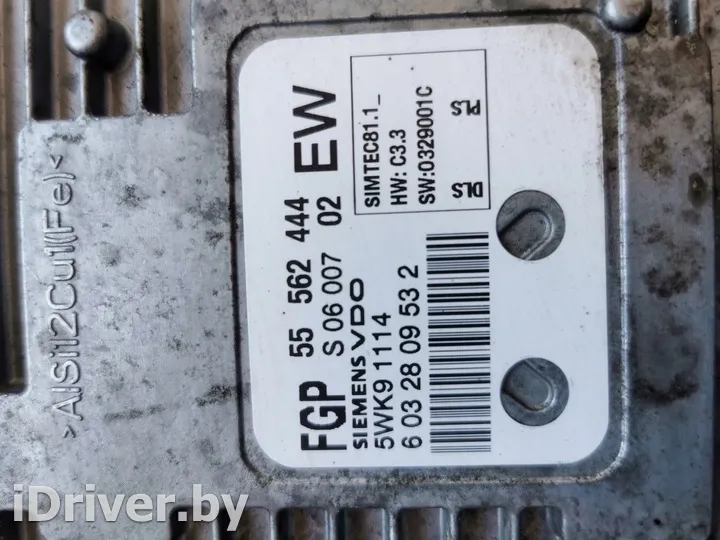 >AlSi12Cu1(Fe)<
FGP 55 562 444 EW
S 06 007 02
SIEMENS VDO
5WK9 1114
6 03 28 09 53 2
SIMTEC81.1_
HW: C3.3
SW:0329001C
DLS PLS
iDriver.by